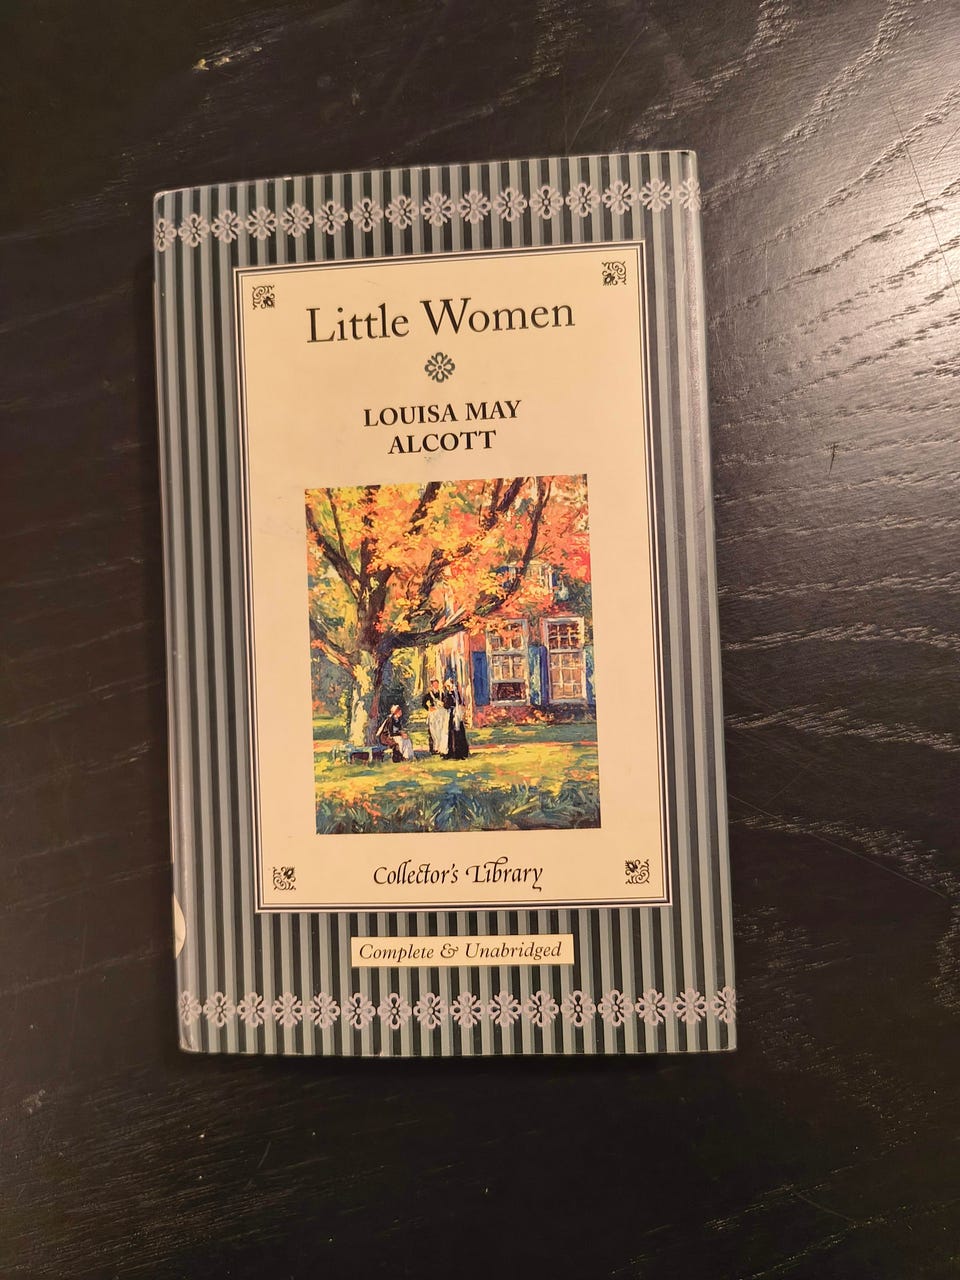 Little Women
LOUISA MAY
ALCOTT
Collector's Library
Complete & Unabridged